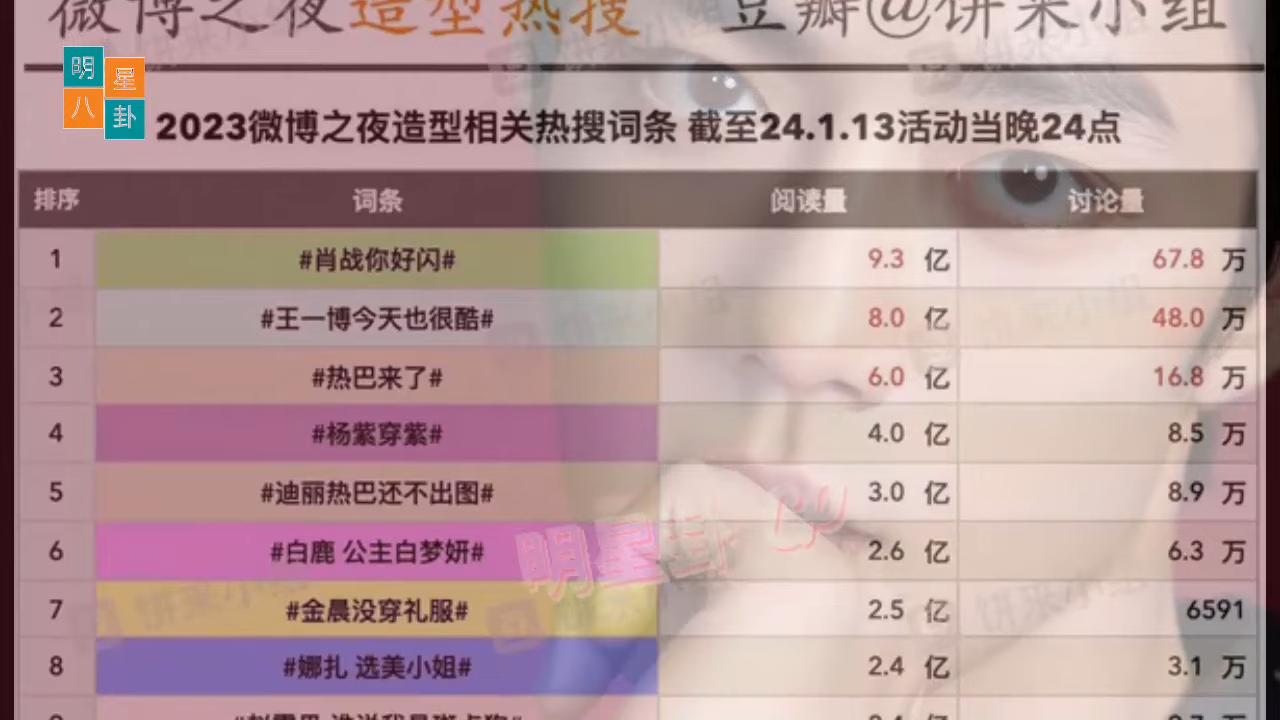 微博之夜造型热搜 豆瓣@饼来小组
明星
八卦
2023微博之夜造型相关热搜词条 截至24.1.13活动当晚24点
排序 词条 阅读量 讨论量
1 #肖战你好闪# 9.3 亿 67.8 万
2 #王一博今天也很酷# 8.0 亿 48.0 万
3 #热巴来了# 6.0 亿 16.8 万
4 #杨紫穿紫# 4.0 亿 8.5 万
5 #迪丽热巴还不出图# 3.0 亿 8.9 万
6 #白鹿 公主白梦妍# 2.6 亿 6.3 万
7 #金晨没穿礼服# 2.5 亿 6591
8 #娜扎 选美小姐# 2.4 亿 3.1 万
明星卦